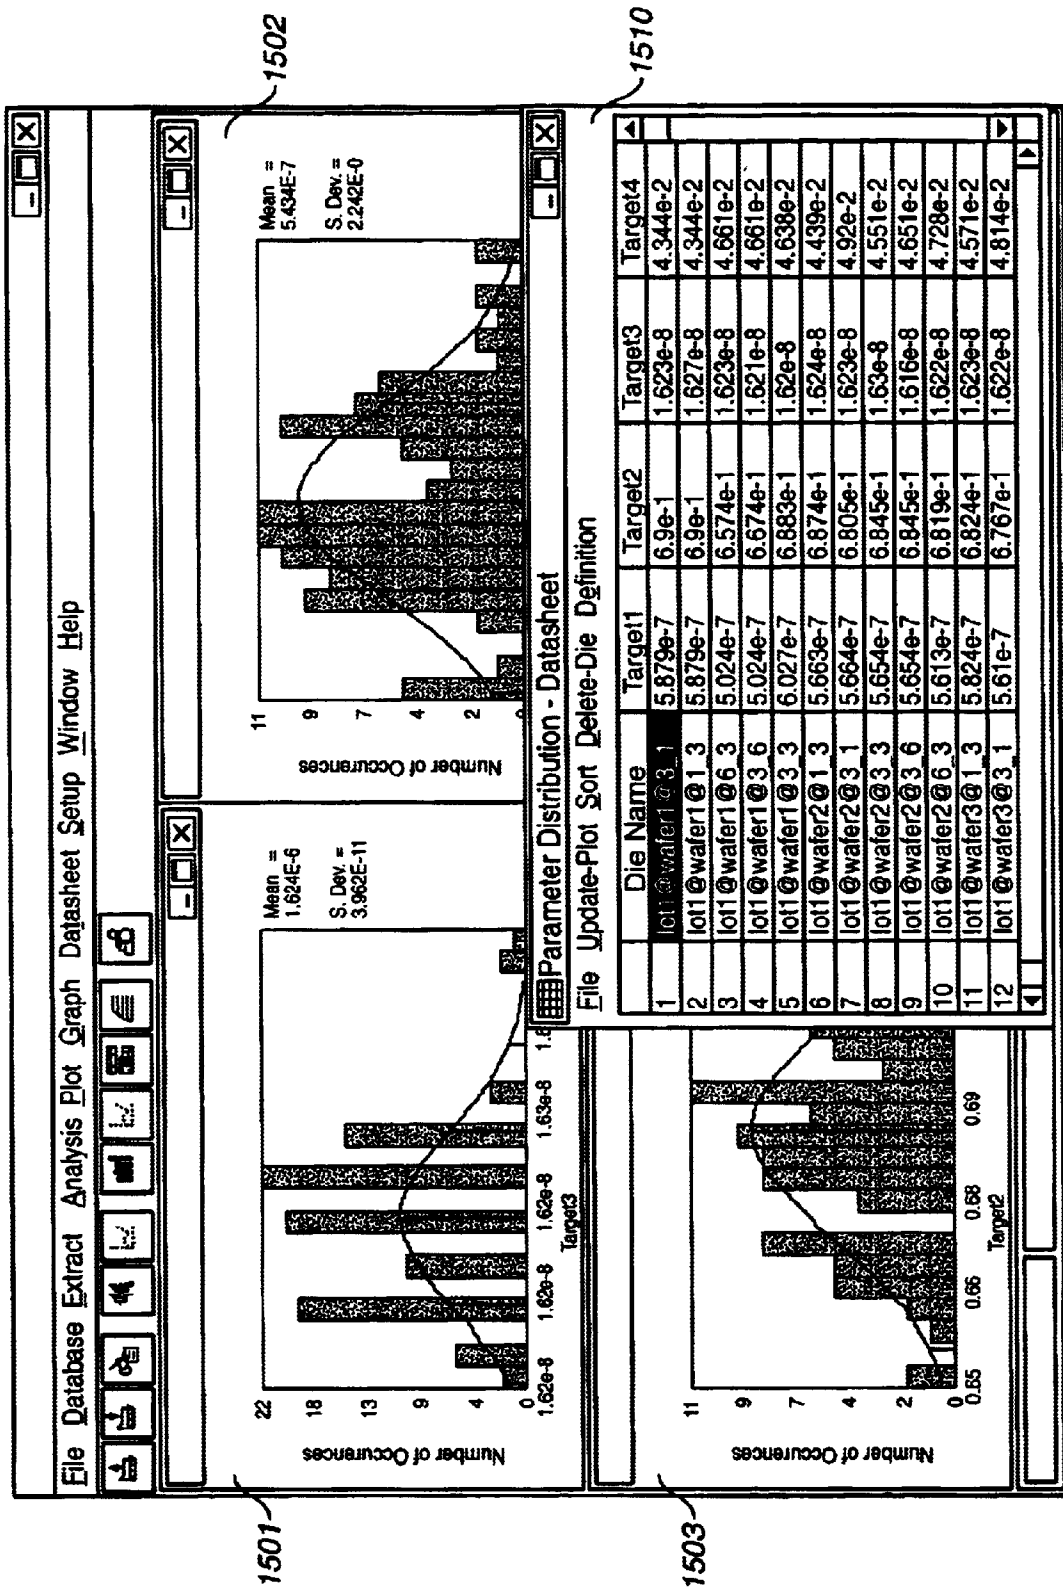 File Database Extract Analysis Plot Graph Datasheet Setup Window Help
1501
1502
Number of Occurences
22
18
13
9
4
0
1.62e-8
1.62e-8
1.62e-8
1.62e-8
1.63e-8
Target3
Mean =
1.624E-6
S. Dev. =
3.962E-11
Number of Occurences
11
9
7
4
2
Mean =
5.434E-7
S. Dev. =
2.242E-0
1503
Number of Occurences
11
9
7
4
2
0
0.65
0.66
0.68
0.69
Target2
1510
Parameter Distribution - Datasheet
File Update-Plot Sort Delete-Die Definition
Die Name Target1 Target2 Target3 Target4
1 lot1@wafer1@3_1 5.879e-7 6.9e-1 1.623e-8 4.344e-2
2 lot1@wafer1@1_3 5.879e-7 6.9e-1 1.627e-8 4.344e-2
3 lot1@wafer1@6_3 5.024e-7 6.574e-1 1.623e-8 4.661e-2
4 lot1@wafer1@3_6 5.024e-7 6.674e-1 1.621e-8 4.661e-2
5 lot1@wafer1@3_3 6.027e-7 6.883e-1 1.62e-8 4.638e-2
6 lot1@wafer2@1_3 5.663e-7 6.874e-1 1.624e-8 4.439e-2
7 lot1@wafer2@3_1 5.664e-7 6.805e-1 1.623e-8 4.92e-2
8 lot1@wafer2@3_3 5.654e-7 6.845e-1 1.63e-8 4.551e-2
9 lot1@wafer2@3_6 5.654e-7 6.845e-1 1.616e-8 4.651e-2
10 lot1@wafer2@6_3 5.613e-7 6.819e-1 1.622e-8 4.728e-2
11 lot1@wafer3@1_3 5.824e-7 6.824e-1 1.623e-8 4.571e-2
12 lot1@wafer3@3_1 5.61e-7 6.767e-1 1.622e-8 4.814e-2